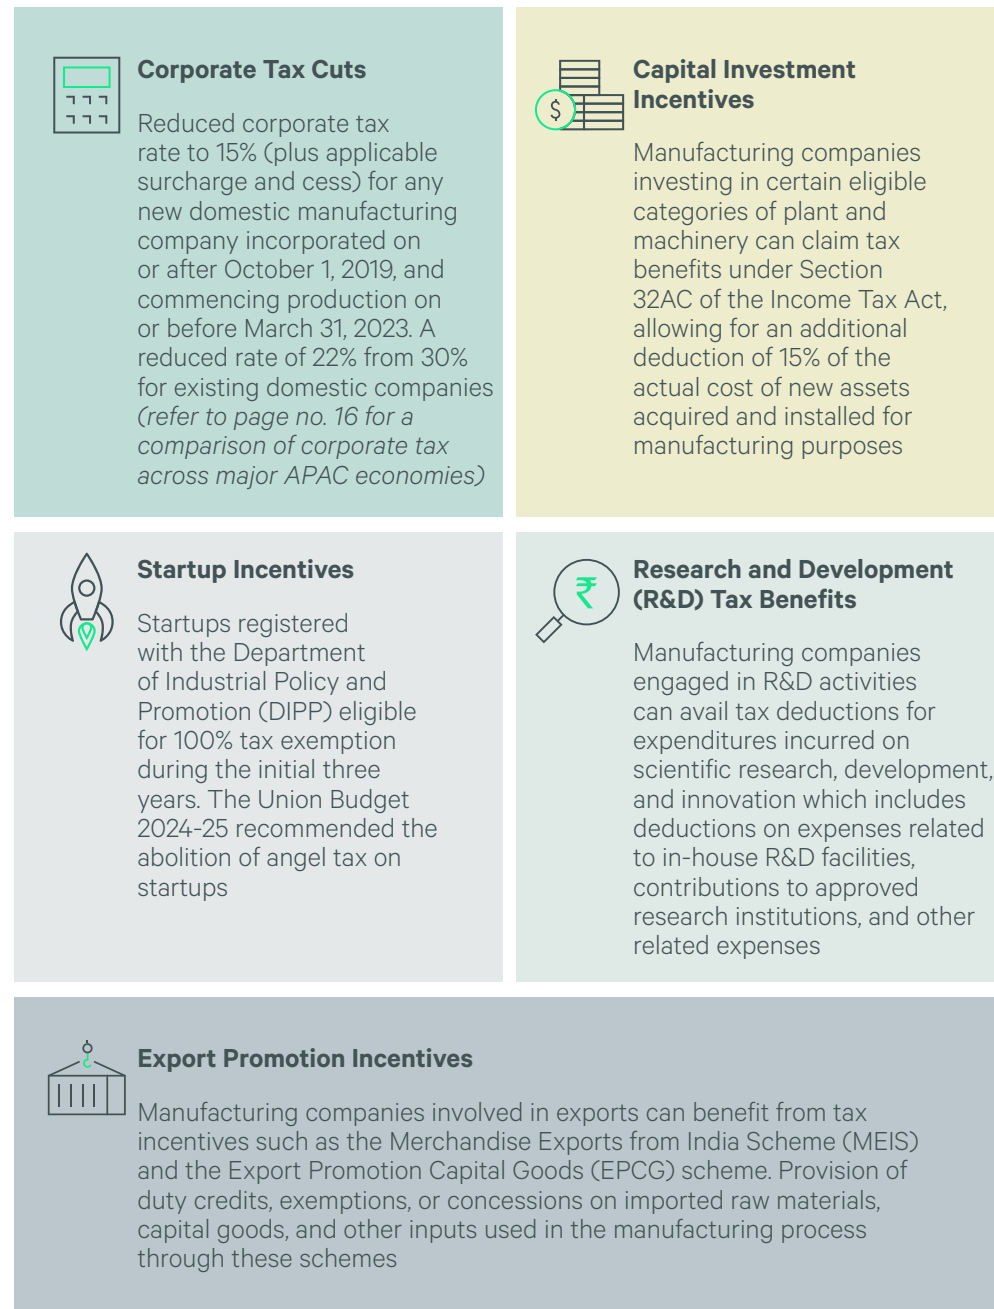 Corporate Tax Cuts
Reduced corporate tax
rate to 15% (plus applicable
surcharge and cess) for any
new domestic manufacturing
company incorporated on
or after October 1, 2019, and
commencing production on
or before March 31, 2023. A
reduced rate of 22% from 30%
for existing domestic companies
(refer to page no. 16 for a
comparison of corporate tax
across major APAC economies)
$
Capital Investment
Incentives
Manufacturing companies
investing in certain eligible
categories of plant and
machinery can claim tax
benefits under Section
32AC of the Income Tax Act,
allowing for an additional
deduction of 15% of the
actual cost of new assets
acquired and installed for
manufacturing purposes
Startup Incentives
Startups registered
with the Department
of Industrial Policy and
Promotion (DIPP) eligible
for 100% tax exemption
during the initial three
years. The Union Budget
2024-25 recommended the
abolition of angel tax on
startups
₹
Research and Development
(R&D) Tax Benefits
Manufacturing companies
engaged in R&D activities
can avail tax deductions for
expenditures incurred on
scientific research, development,
and innovation which includes
deductions on expenses related
to in-house R&D facilities,
contributions to approved
research institutions, and other
related expenses
Export Promotion Incentives
Manufacturing companies involved in exports can benefit from tax
incentives such as the Merchandise Exports from India Scheme (MEIS)
and the Export Promotion Capital Goods (EPCG) scheme. Provision of
duty credits, exemptions, or concessions on imported raw materials,
capital goods, and other inputs used in the manufacturing process
through these schemes